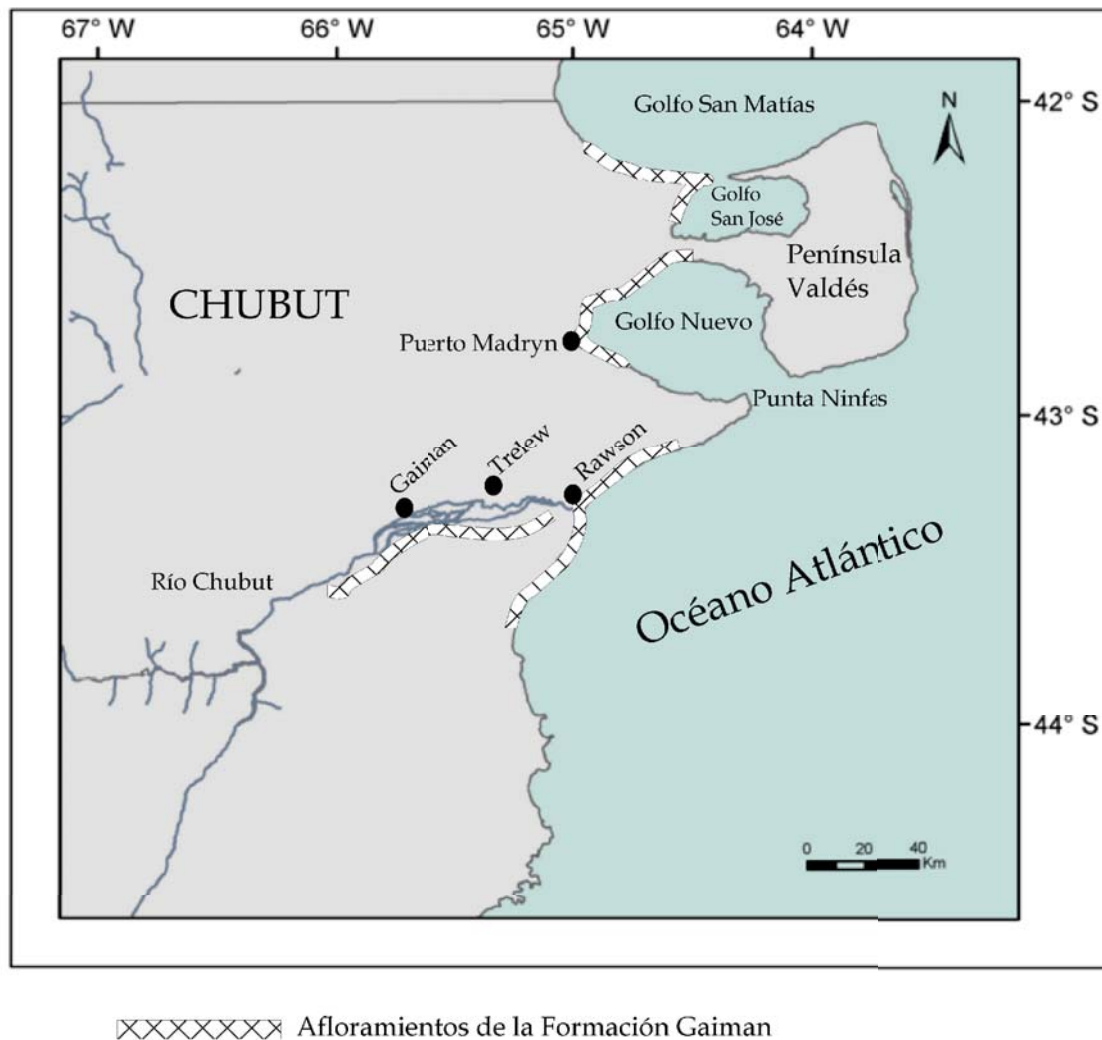 67° W 66° W 65° W 64° W
42° S
Golfo San Matías
N
Golfo
San José
Península
Valdés
CHUBUT
Golfo Nuevo
Puerto Madryn
Punta Ninfas
43° S
Gaiman
Trelew
Rawson
Océano Atlántico
Río Chubut
44° S
0 20 40
Km
Afloramientos de la Formación Gaiman